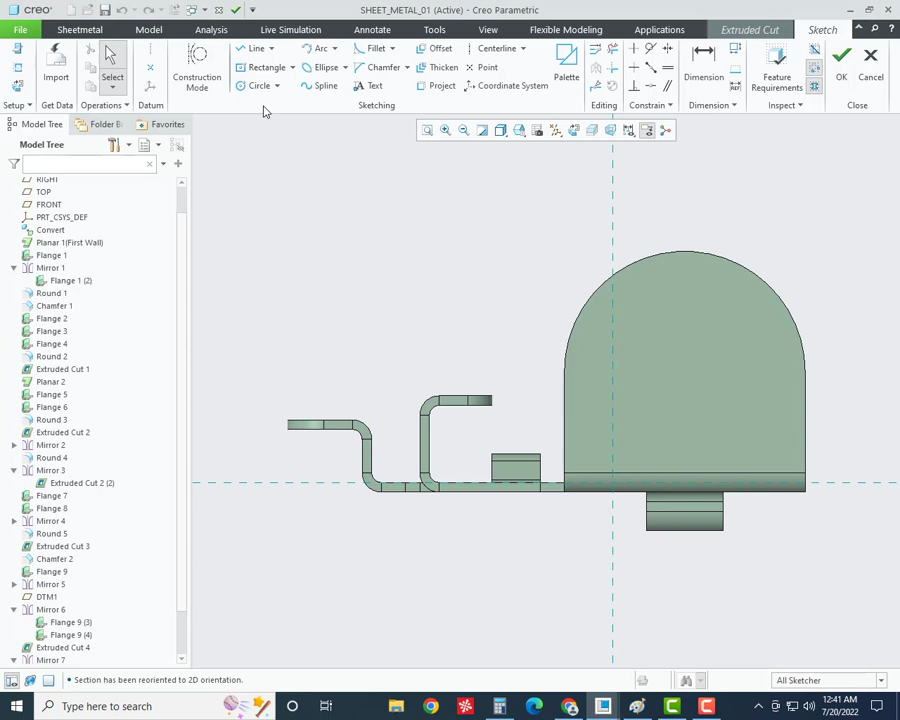 creo
SHEET_METAL_01 (Active) - Creo Parametric
File
Sheetmetal
Model
Analysis
Live Simulation
Annotate
Tools
View
Flexible Modeling
Applications
Extruded Cut
Sketch
Import
Select
Construction Mode
Line
Rectangle
Circle
Arc
Ellipse
Spline
Fillet
Chamfer
Text
Offset
Thicken
Project
Centerline
Point
Coordinate System
Palette
Dimension
Feature Requirements
OK
Cancel
Setup
Get Data
Operations
Datum
Sketching
Editing
Constrain
Dimension
Inspect
Close
Model Tree
Folder B
Favorites
Model Tree
RIGHT
TOP
FRONT
PRT_CSYS_DEF
Convert
Planar 1(First Wall)
Flange 1
Mirror 1
Flange 1 (2)
Round 1
Chamfer 1
Flange 2
Flange 3
Flange 4
Round 2
Extruded Cut 1
Planar 2
Flange 5
Flange 6
Round 3
Extruded Cut 2
Mirror 2
Round 4
Mirror 3
Extruded Cut 2 (2)
Flange 7
Flange 8
Mirror 4
Round 5
Extruded Cut 3
Chamfer 2
Flange 9
Mirror 5
DTM1
Mirror 6
Flange 9 (3)
Flange 9 (4)
Extruded Cut 4
Mirror 7
• Section has been reoriented to 2D orientation.
All Sketcher
Type here to search
12:41 AM
7/20/2022